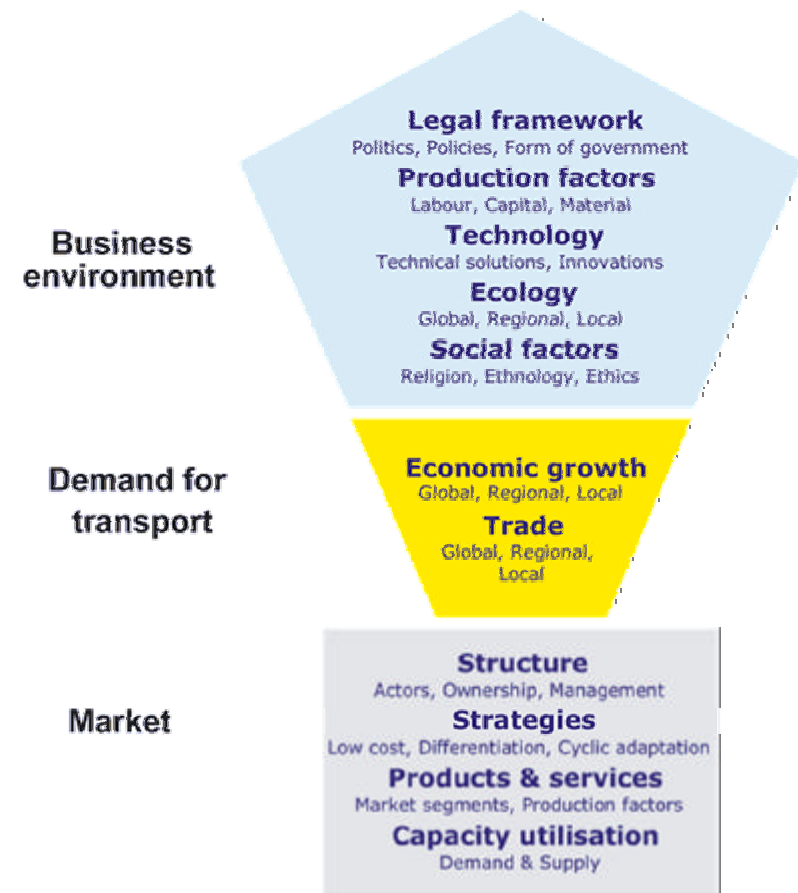 Legal framework
Politics, Policies, Form of government
Production factors
Labour, Capital, Material
Technology
Technical solutions, Innovations
Ecology
Global, Regional, Local
Social factors
Religion, Ethnology, Ethics
Business
environment
Economic growth
Global, Regional, Local
Trade
Global, Regional,
Local
Demand for
transport
Structure
Actors, Ownership, Management
Strategies
Low cost, Differentiation, Cyclic adaptation
Products & services
Market segments, Production factors
Capacity utilisation
Demand & Supply
Market